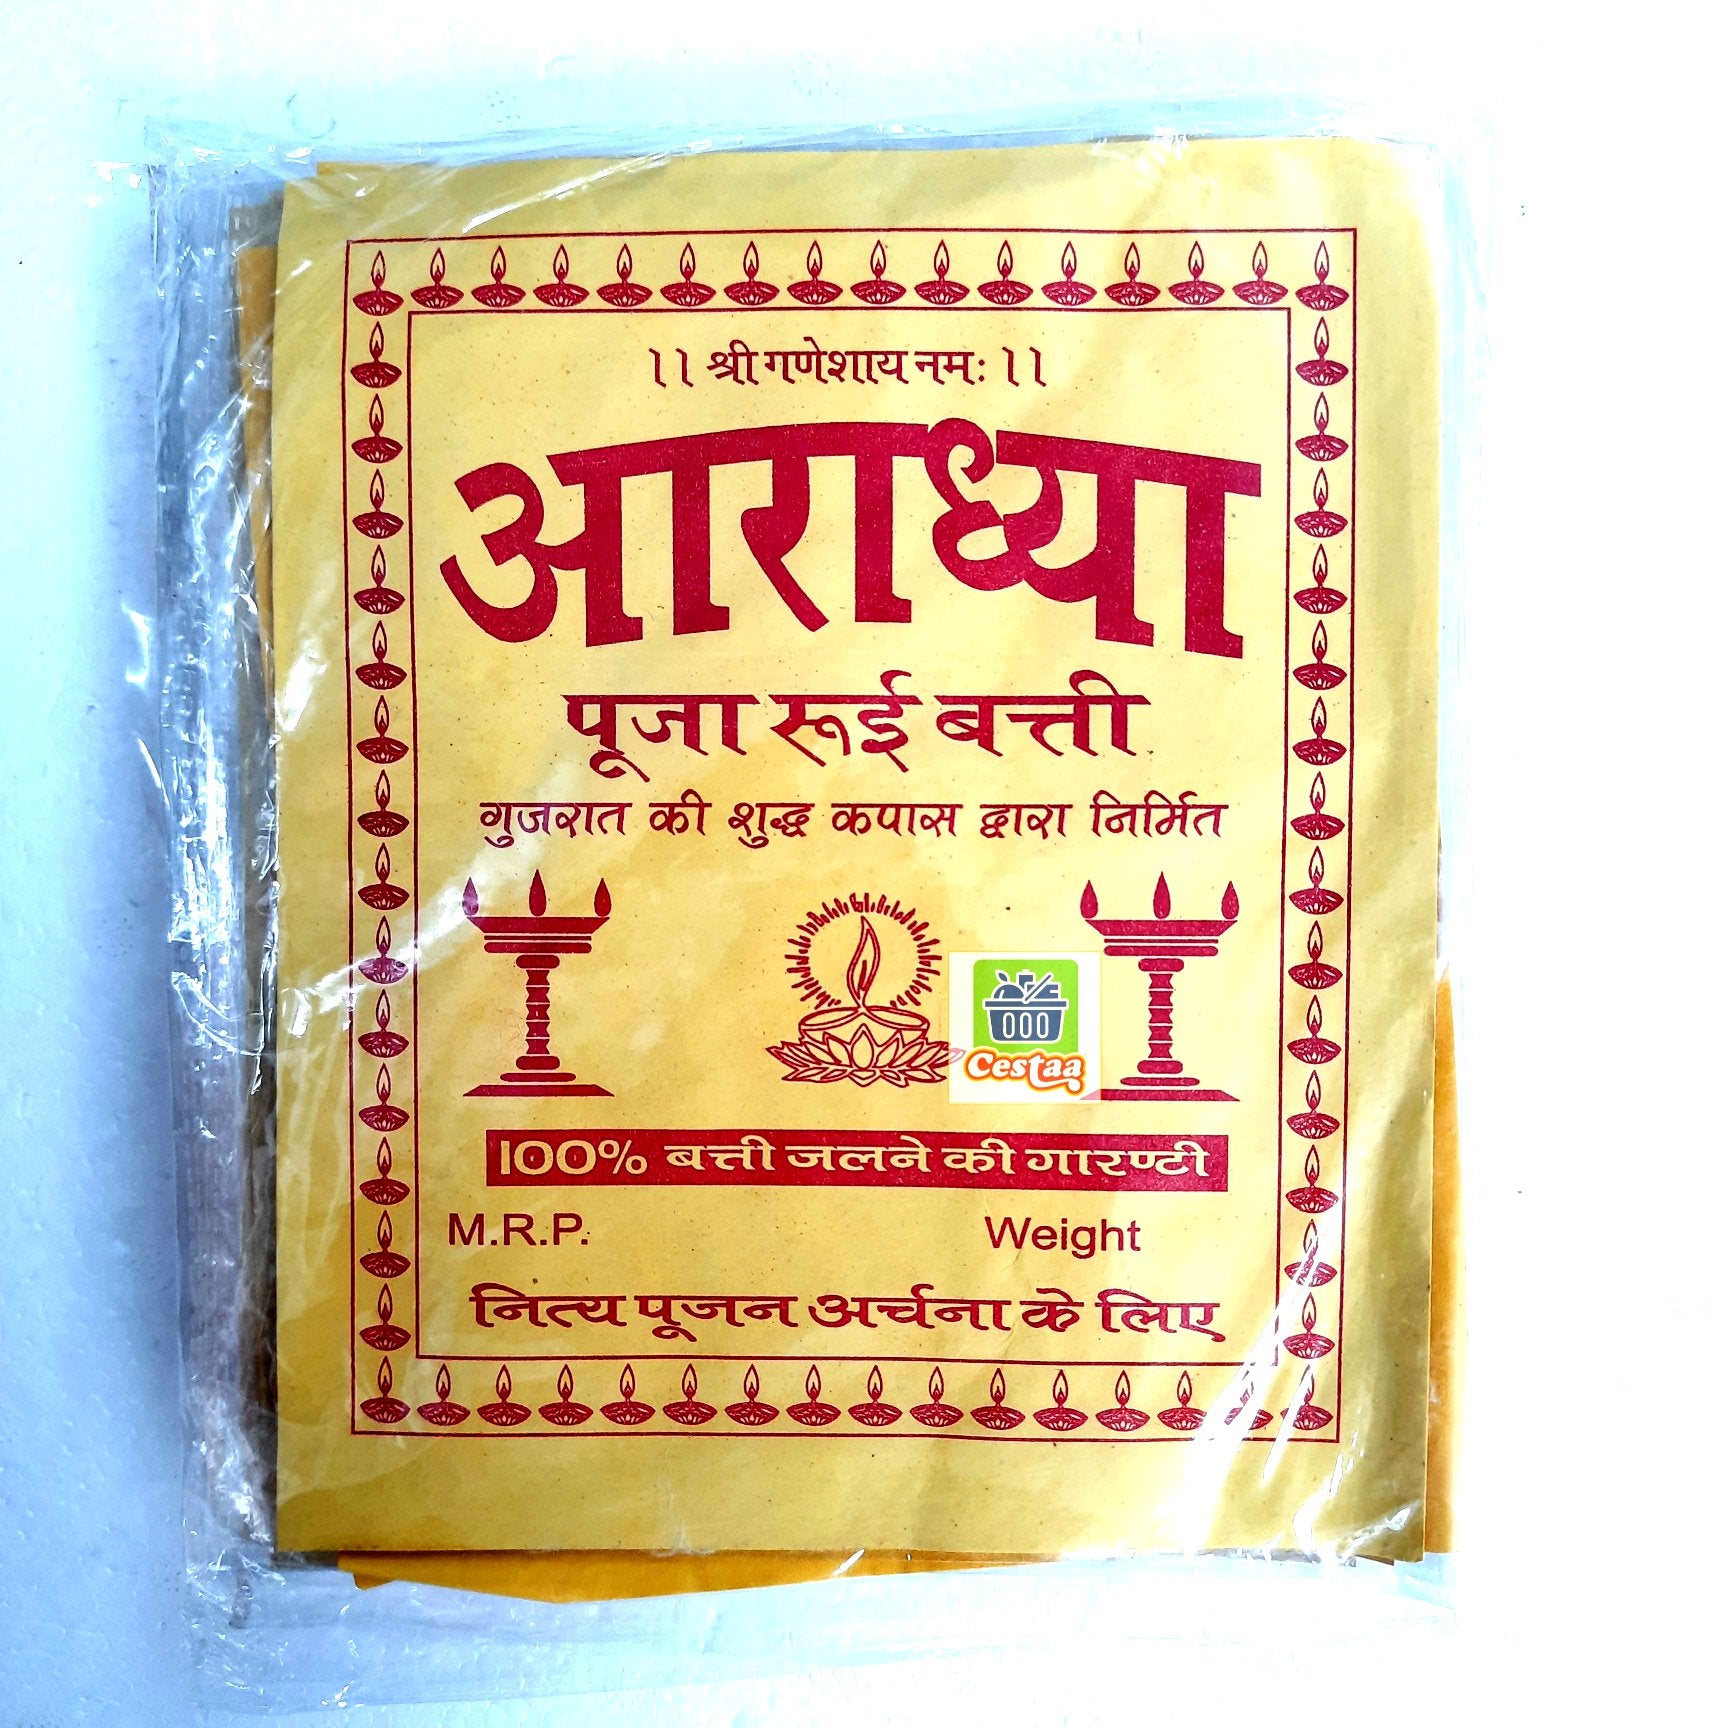 ।। श्री गणेशाय नमः ।।
आराध्या
पूजा रूई बत्ती
गुजरात की शुद्ध कपास द्वारा निर्मित
Cestaa
100% बत्ती जलने की गारण्टी
M.R.P. Weight
नित्य पूजन अर्चना के लिए